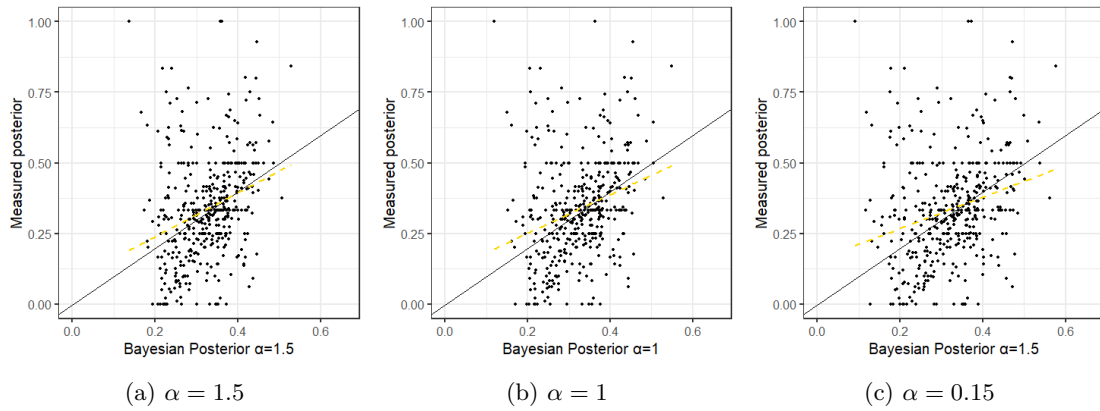 1.00
0.75
0.50
0.25
0.00
Measured posterior
0.0 0.2 0.4 0.6
Bayesian Posterior α=1.5
(a) α = 1.5
1.00
0.75
0.50
0.25
0.00
Measured posterior
0.0 0.2 0.4 0.6
Bayesian Posterior α=1
(b) α = 1
1.00
0.75
0.50
0.25
0.00
Measured posterior
0.0 0.2 0.4 0.6
Bayesian Posterior α=1.5
(c) α = 0.15